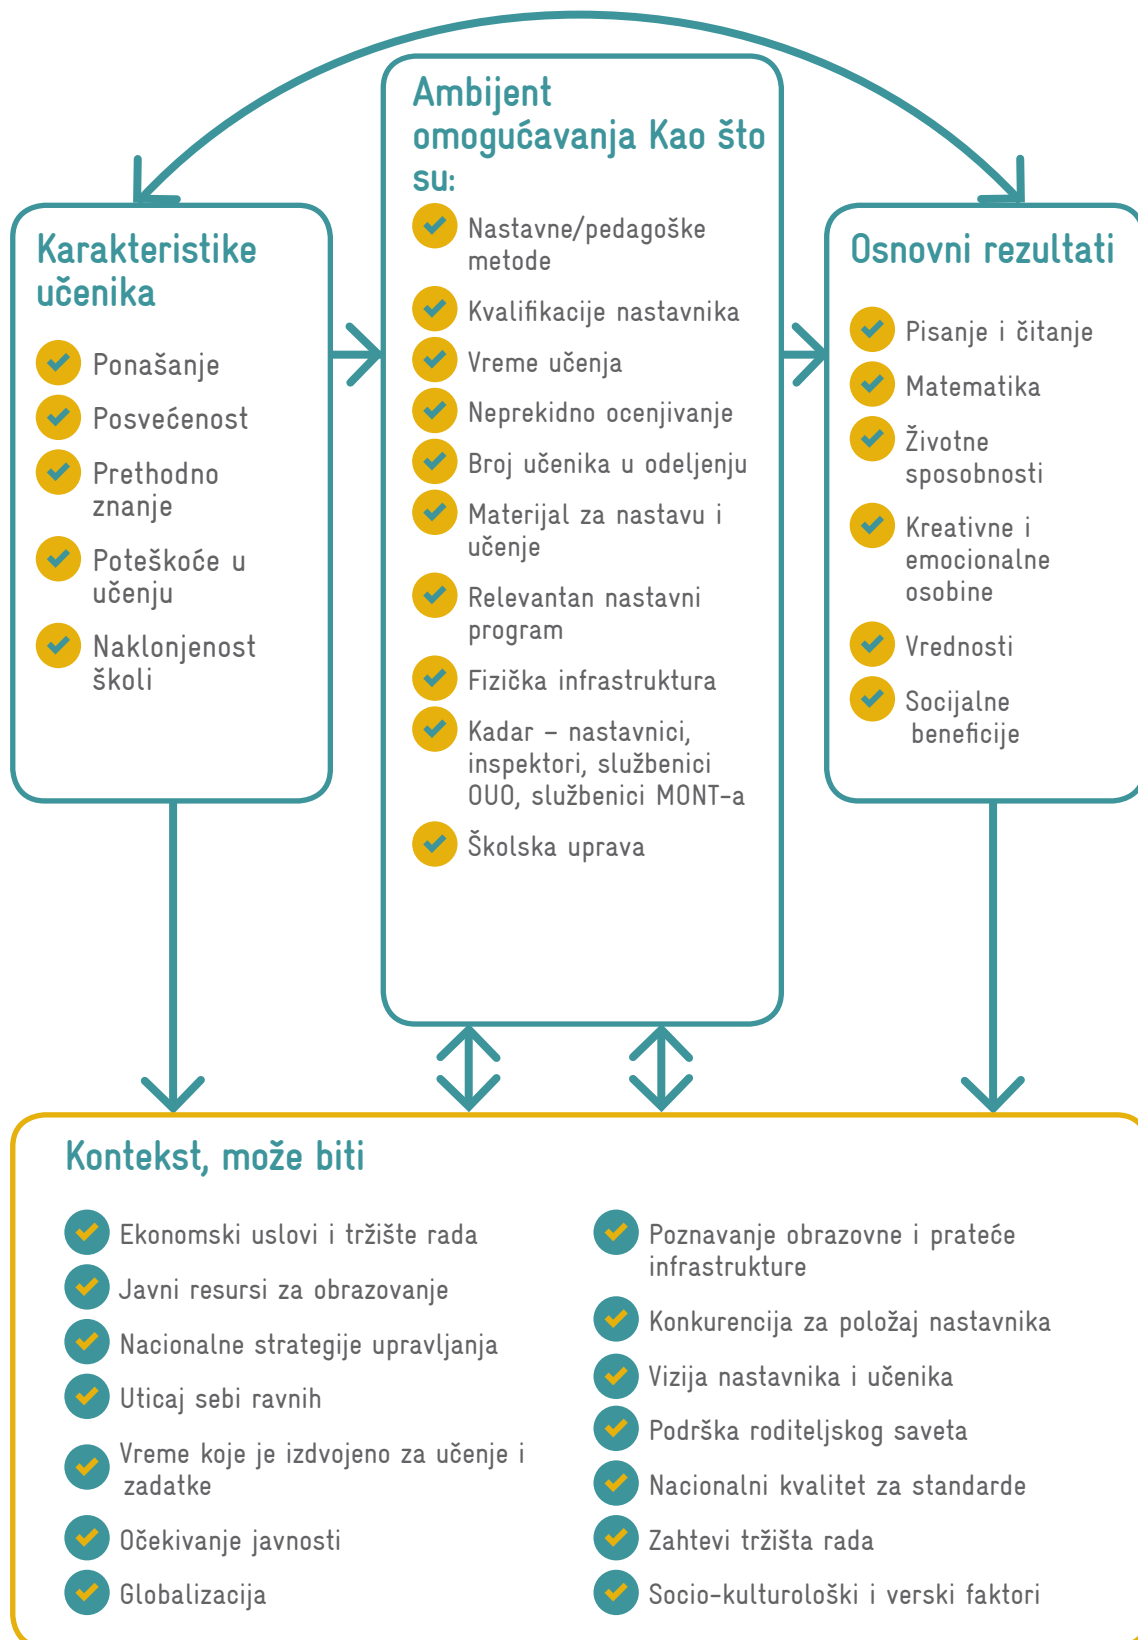 Karakteristike
učenika
Ponašanje
Posvećenost
Prethodno
znanje
Poteškoće u
učenju
Naklonjenost
školi
Ambijent
omogućavanja Kao što
su:
Nastavne/pedagoške
metode
Kvalifikacije nastavnika
Vreme učenja
Neprekidno ocenjivanje
Broj učenika u odeljenju
Materijal za nastavu i
učenje
Relevantan nastavni
program
Fizička infrastruktura
Kadar – nastavnici,
inspektori, službenici
OUO, službenici MONT-a
Školska uprava
Osnovni rezultati
Pisanje i čitanje
Matematika
Životne
sposobnosti
Kreativne i
emocionalne
osobine
Vrednosti
Socijalne
beneficije
Kontekst, može biti
Ekonomski uslovi i tržište rada
Javni resursi za obrazovanje
Nacionalne strategije upravljanja
Uticaj sebi ravnih
Vreme koje je izdvojeno za učenje i
zadatke
Očekivanje javnosti
Globalizacija
Poznavanje obrazovne i prateće
infrastrukture
Konkurencija za položaj nastavnika
Vizija nastavnika i učenika
Podrška roditeljskog saveta
Nacionalni kvalitet za standarde
Zahtevi tržišta rada
Socio-kulturološki i verski faktori